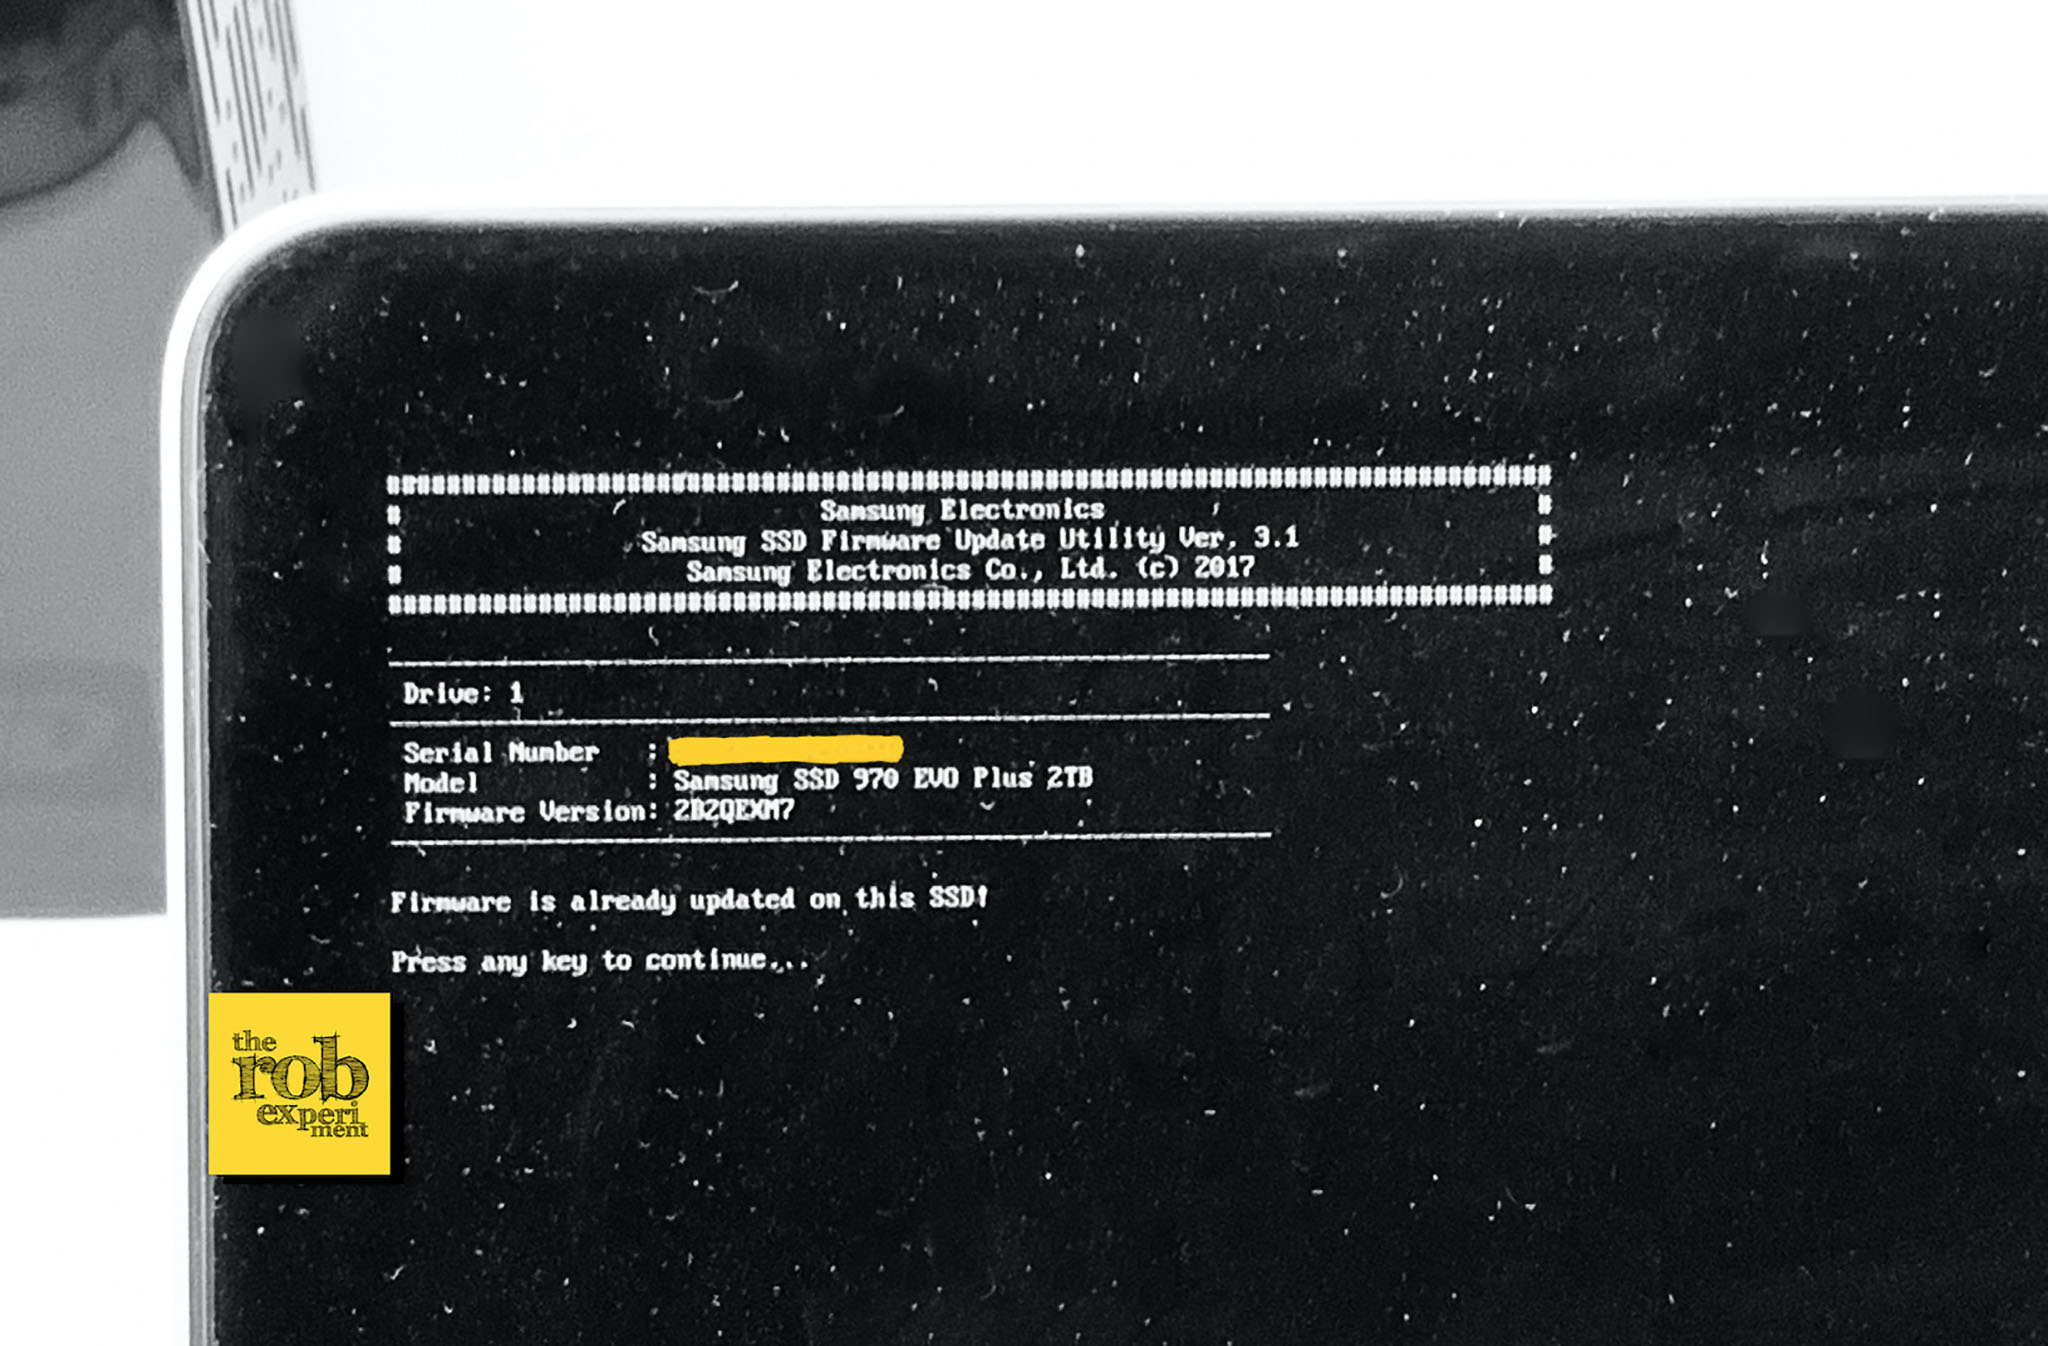 ################################################################################
Samsung Electronics
Samsung SSD Firmware Update Utility Ver. 3.1
Samsung Electronics Co., Ltd. (c) 2017
################################################################################
Drive: 1
Serial Number :
Model : Samsung SSD 970 EVO Plus 2TB
Firmware Version: 2B2QEXM7
Firmware is already updated on this SSD!
Press any key to continue...
the
rob
experi
ment